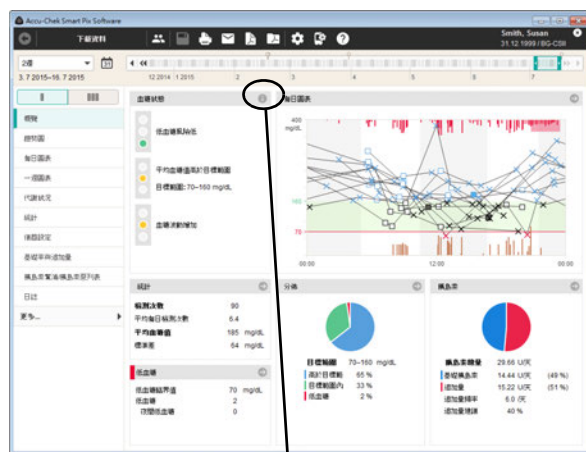 Accu-Chek Smart Pix Software
下載資料
Smith, Susan
31.12.1999 / BG-CSII
2週
3. 7 2015–16. 7 2015
12 2014 1 2015 2 3 4 5 6 7
概覽
趨勢圖
每日圖表
一週圖表
代謝狀況
統計
儀器設定
基礎率與追加量
胰島素幫浦/胰島素瓶列表
日誌
更多...
血糖狀態
低血糖風險低
平均血糖值高於目標範圍
目標範圍: 70–160 mg/dL
血糖波動增加
每日圖表
400
mg/dL
160
70
00:00 12:00 00:00
統計
檢測次數 90
平均每日檢測次數 6.4
平均血糖值 185 mg/dL
標準差 64 mg/dL
低血糖
低血糖臨界值 70 mg/dL
低血糖 2
夜間低血糖 0
分佈
目標範圍 70–160 mg/dL
高於目標範 65 %
目標範圍內 33 %
低血糖 2 %
胰島素
胰島素總量 29.66 U/天
基礎胰島素 14.44 U/天 (49 %)
追加量 15.22 U/天 (51 %)
追加量頻率 6.0 /天
追加量建議 40 %